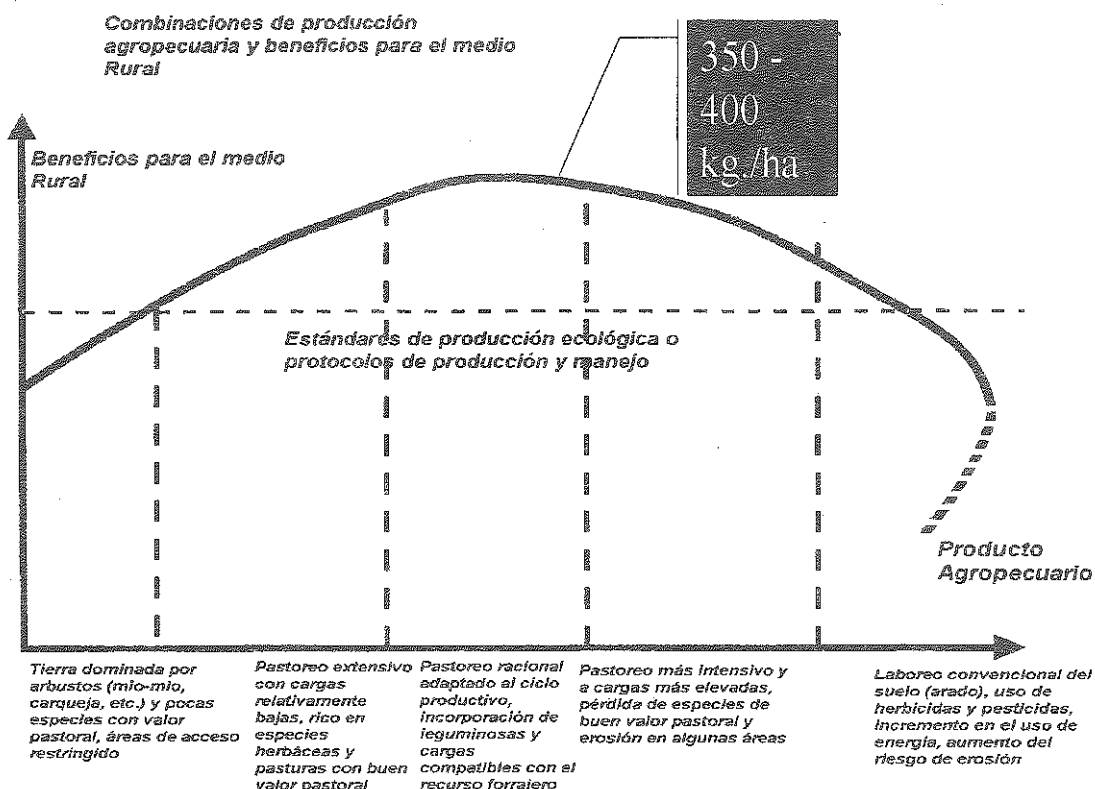 Combinaciones de producción
agropecuaria y beneficios para el medio
Rural
350 -
400
kg./ha
Beneficios para el medio
Rural
Estándares de producción ecológica o
protocolos de producción y manejo
Producto
Agropecuario
Tierra dominada por
arbustos (mio-mio,
carqueja, etc.) y pocas
especies con valor
pastoral, áreas de acceso
restringido
Pastoreo extensivo
con cargas
relativamente
bajas, rico en
especies
herbáceas y
pasturas con buen
valor pastoral
Pastoreo racional
adaptado al ciclo
productivo,
incorporación de
leguminosas y
cargas
compatibles con el
recurso forrajero
Pastoreo más intensivo y
a cargas más elevadas,
pérdida de especies de
buen valor pastoral y
erosión en algunas áreas
Laboreo convencional del
suelo (arado), uso de
herbicidas y pesticidas,
incremento en el uso de
energía, aumento del
riesgo de erosión